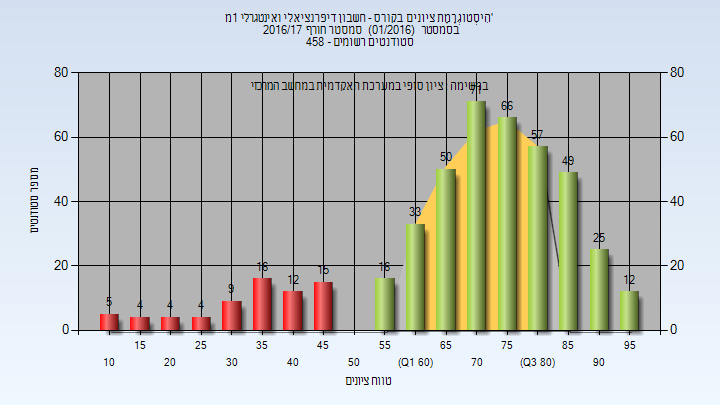 הִיסְטוֹגְרָמַת ציונים בקורס - חשבון דיפרנציאלי ואינטגרלי 1מ'
בסמסטר (01/2016) סמסטר חורף 2016/17
סטודנטים רשומים - 458
במשימה: ציון סופי במערכת האקדמית במחשב המרכזי
80 80
60 60
40 40
20 20
0 0
מספר סטודנטים
5 4 4 4 9 16 12 15 16 33 50 71 66 57 49 25 12
15 25 35 45 55 65 75 85 95
10 20 30 40 50 (Q1 60) 70 (Q3 80) 90
טווח ציונים